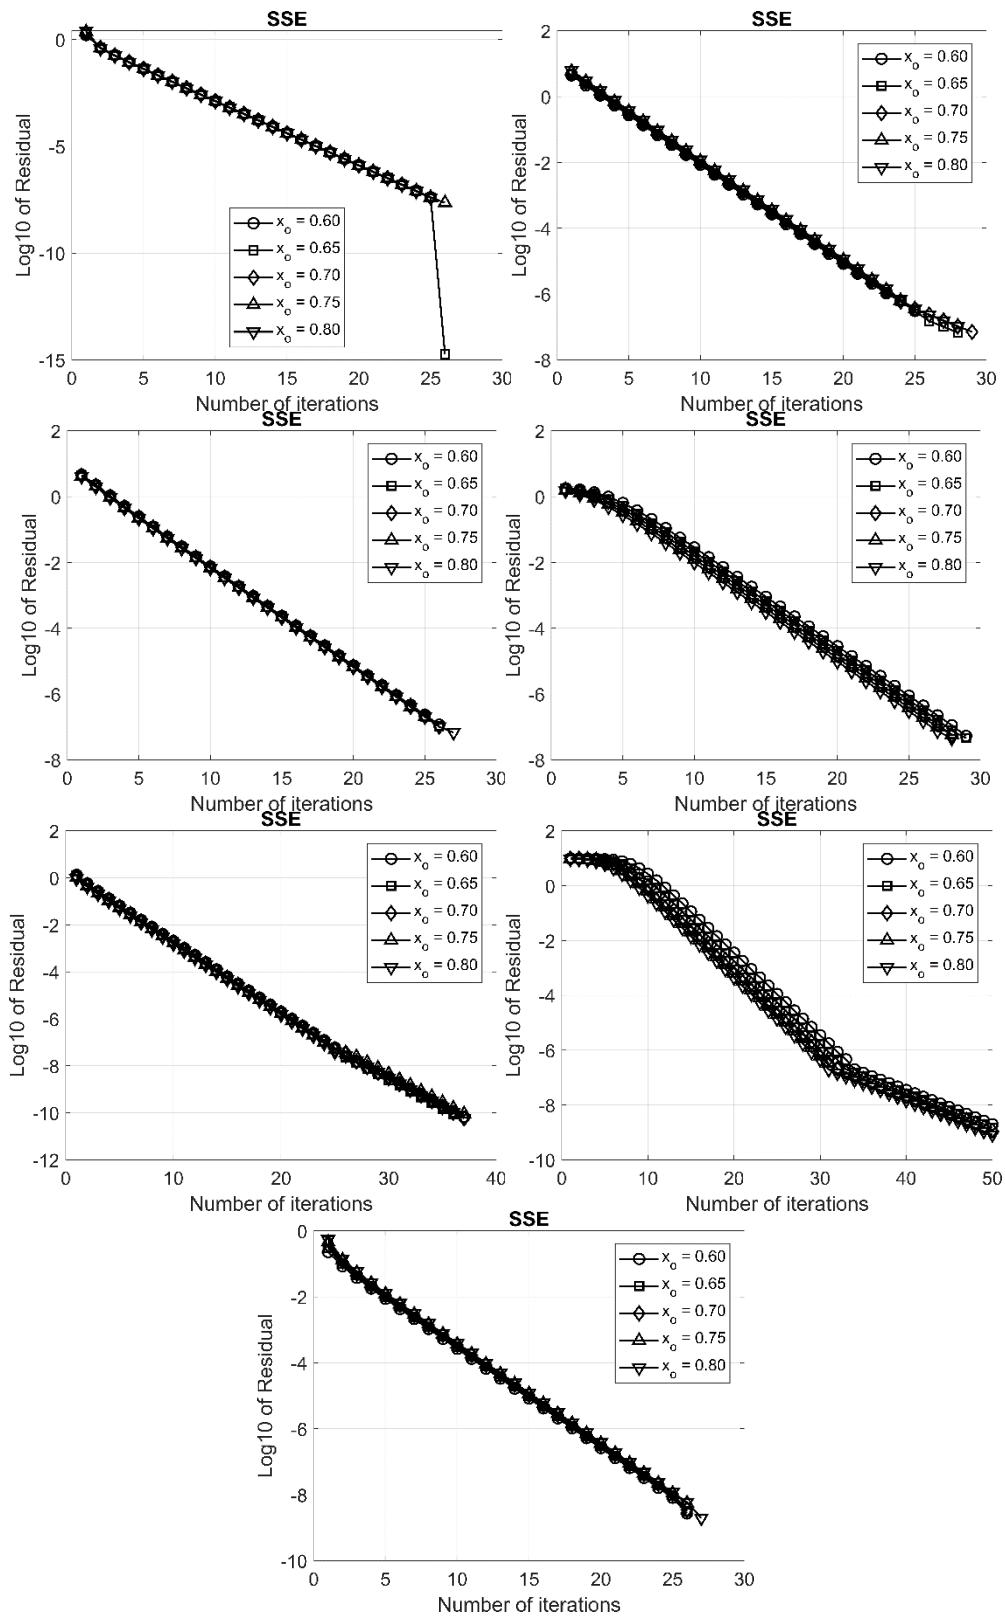 SSE
0
-5
-10
-15
0 5 10 15 20 25 30
Log10 of Residual
Number of iterations
x_o = 0.60
x_o = 0.65
x_o = 0.70
x_o = 0.75
x_o = 0.80
SSE
2
0
-2
-4
-6
-8
0 5 10 15 20 25 30
Log10 of Residual
Number of iterations
x_o = 0.60
x_o = 0.65
x_o = 0.70
x_o = 0.75
x_o = 0.80
SSE
2
0
-2
-4
-6
-8
0 5 10 15 20 25 30
Log10 of Residual
Number of iterations
x_o = 0.60
x_o = 0.65
x_o = 0.70
x_o = 0.75
x_o = 0.80
SSE
2
0
-2
-4
-6
-8
0 5 10 15 20 25 30
Log10 of Residual
Number of iterations
x_o = 0.60
x_o = 0.65
x_o = 0.70
x_o = 0.75
x_o = 0.80
SSE
2
0
-2
-4
-6
-8
-10
-12
0 10 20 30 40
Log10 of Residual
Number of iterations
x_o = 0.60
x_o = 0.65
x_o = 0.70
x_o = 0.75
x_o = 0.80
SSE
2
0
-2
-4
-6
-8
-10
0 10 20 30 40 50
Log10 of Residual
Number of iterations
x_o = 0.60
x_o = 0.65
x_o = 0.70
x_o = 0.75
x_o = 0.80
SSE
0
-2
-4
-6
-8
-10
0 5 10 15 20 25 30
Log10 of Residual
Number of iterations
x_o = 0.60
x_o = 0.65
x_o = 0.70
x_o = 0.75
x_o = 0.80